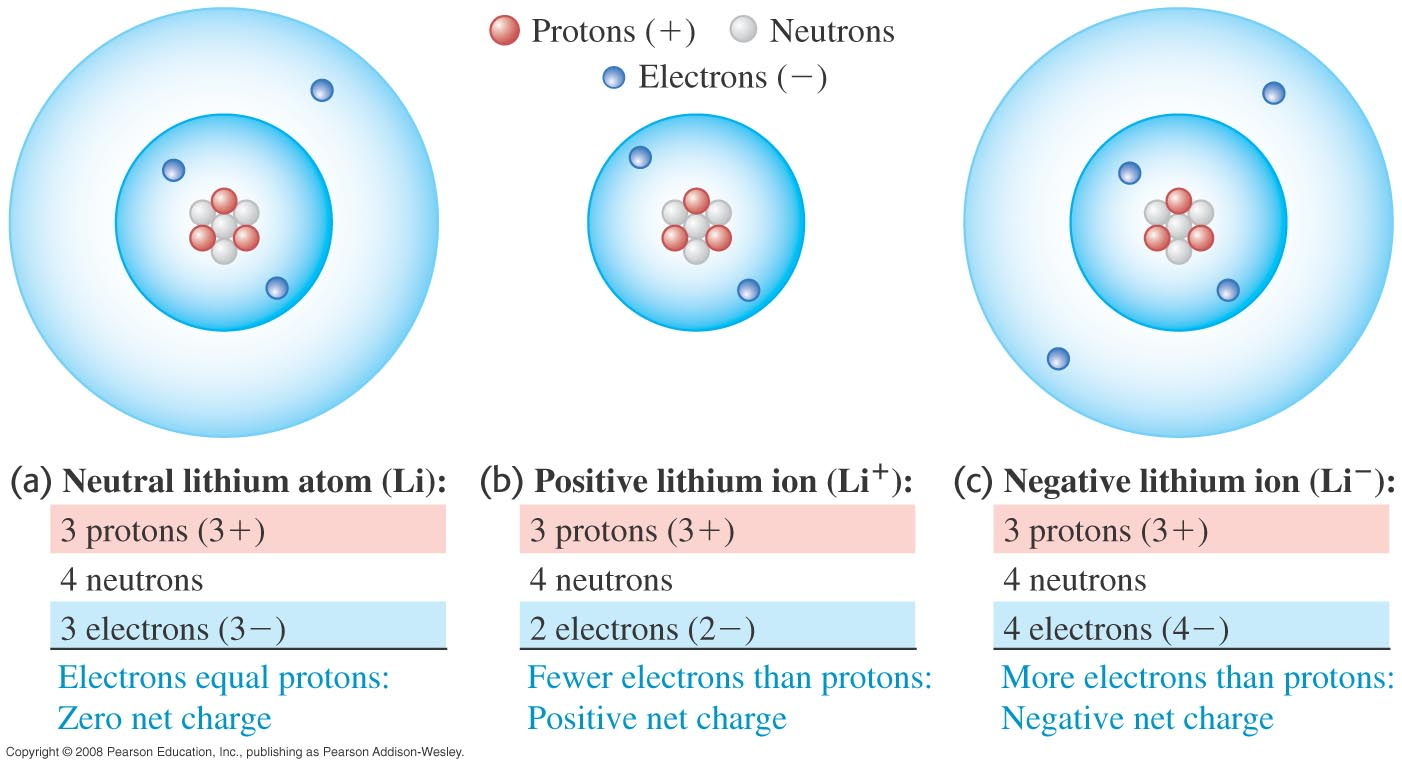 Protons (+) Neutrons
Electrons (−)
(a) Neutral lithium atom (Li):
3 protons (3+)
4 neutrons
3 electrons (3−)
Electrons equal protons:
Zero net charge
(b) Positive lithium ion (Li⁺):
3 protons (3+)
4 neutrons
2 electrons (2−)
Fewer electrons than protons:
Positive net charge
(c) Negative lithium ion (Li⁻):
3 protons (3+)
4 neutrons
4 electrons (4−)
More electrons than protons:
Negative net charge
Copyright © 2008 Pearson Education, Inc., publishing as Pearson Addison-Wesley.